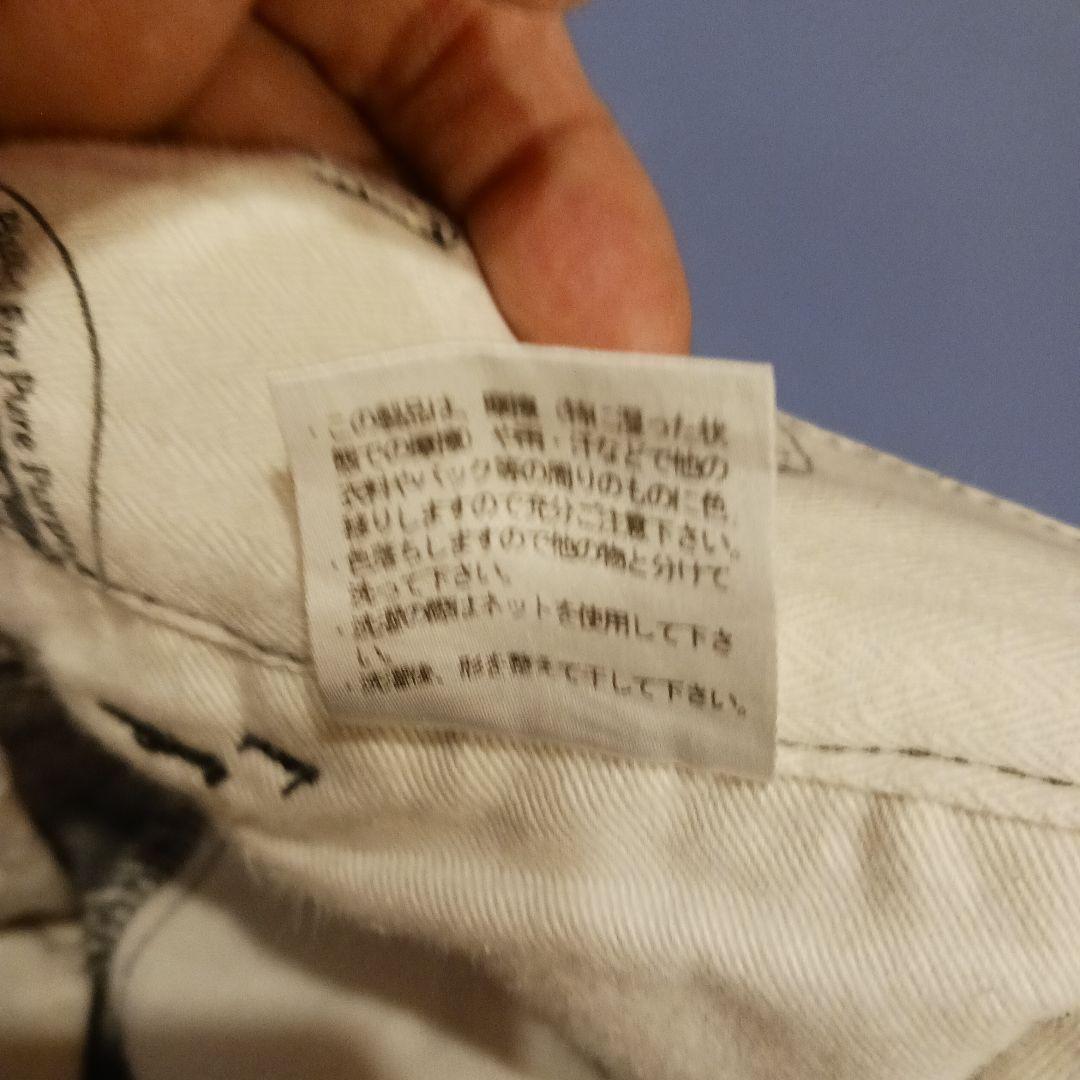 ・この製品は、摩擦（特に湿った状
態での摩擦）や雨・汗などで他の
衣料やバック等の周りのものに色
移りしますので充分ご注意下さい。
・色落ちしますので他の物と分けて
洗って下さい。
・洗濯の際はネットを使用して下さ
い。
・洗濯後、形を整えて干して下さい。
Pure